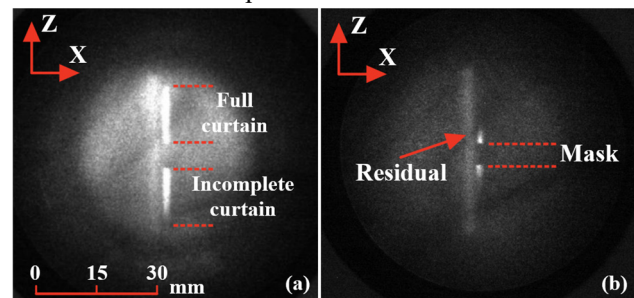 Z
X
Full
curtain
Incomplete
curtain
0 15 30
mm
(a)
Z
X
Residual
Mask
(b)